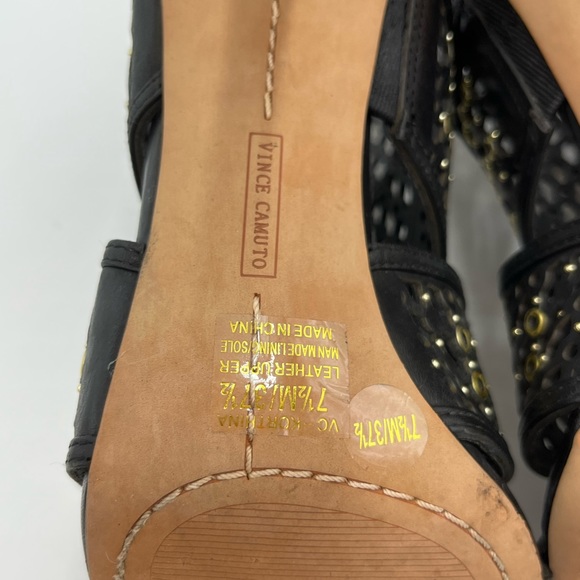 VINCE CAMUTO
VC-KORTHINA
7½M/37½
LEATHER UPPER
MAN MADE LINING/SOLE
MADE IN CHINA
7½M/37½